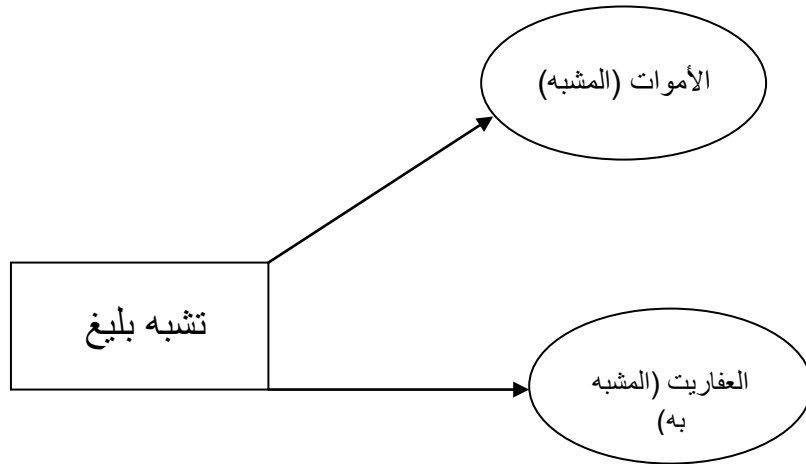 الأموات (المشبه)
تشبه بليغ
العفاريت (المشبه
به)